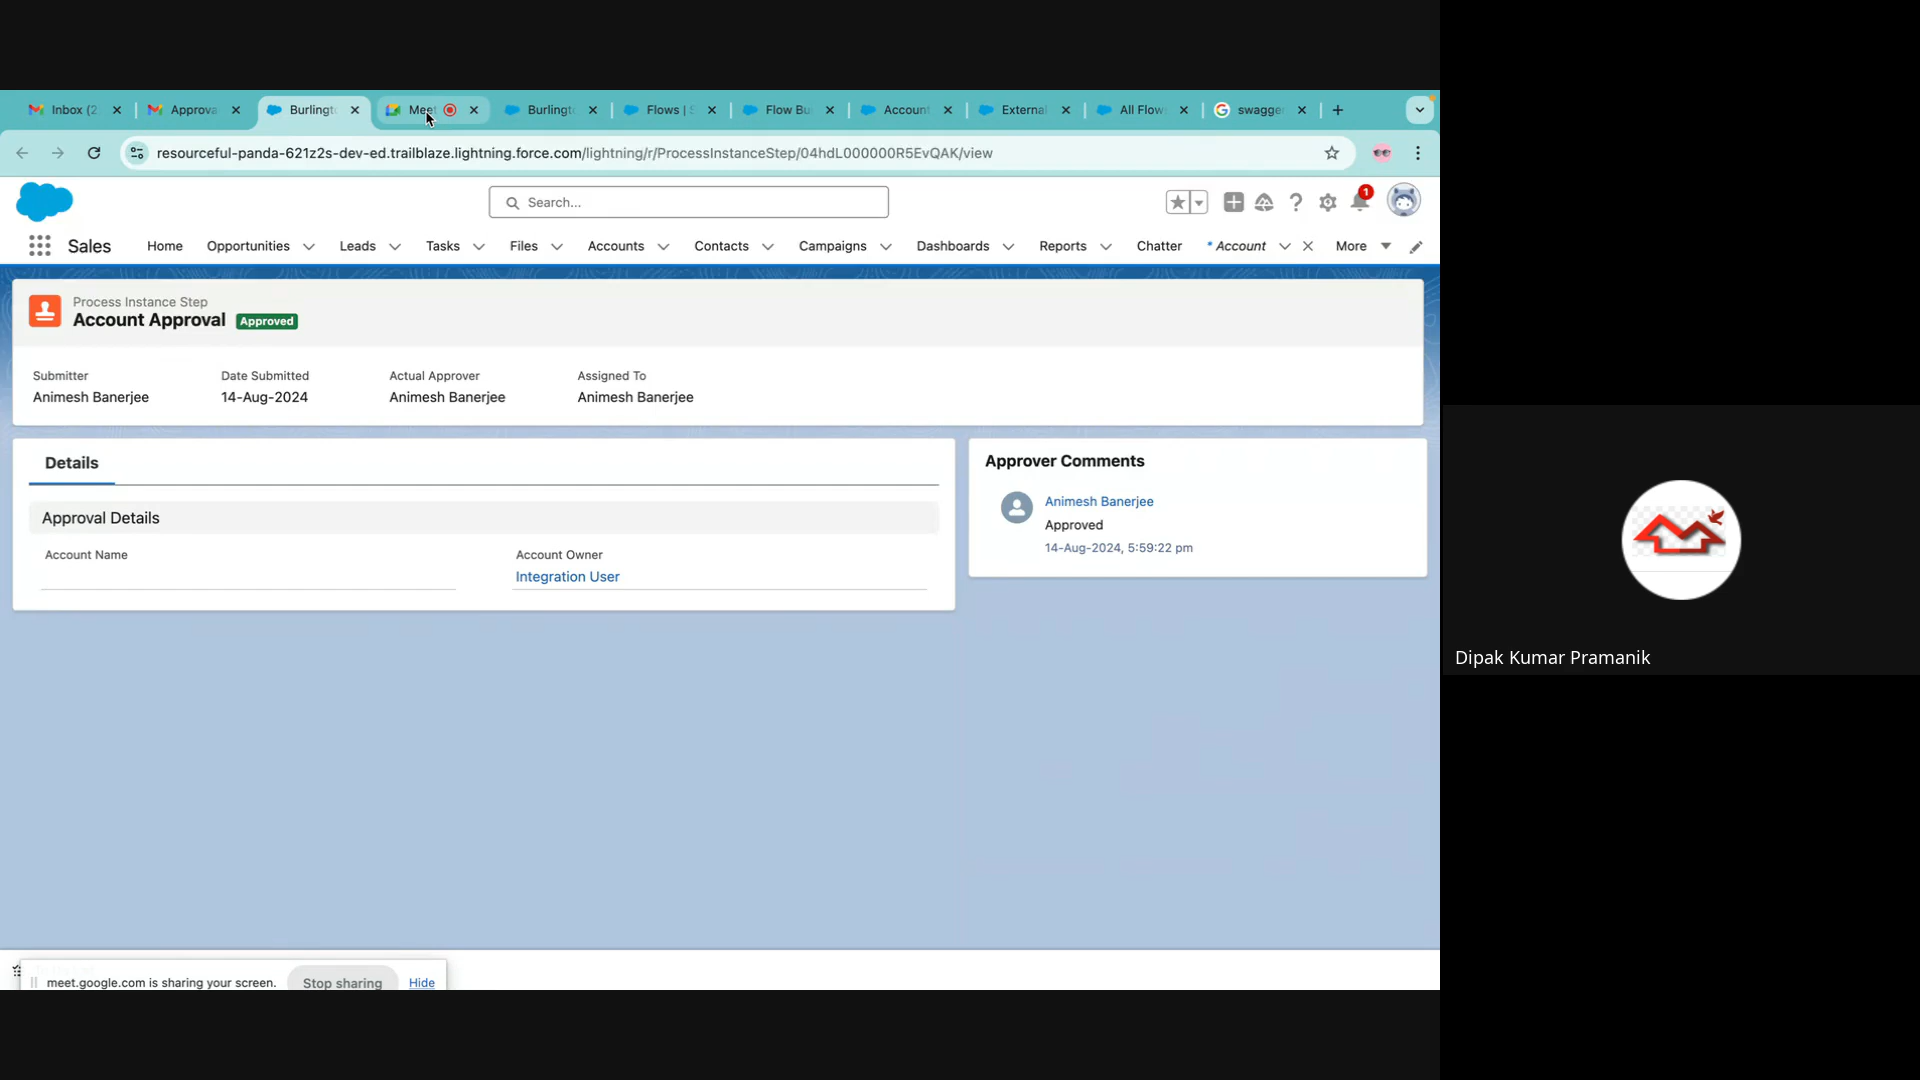 Inbox (2
Approva
Burlingt
Meet
Burlingt
Flows | S
Flow Bu
Account
External
All Flow
swagge
resourceful-panda-621z2s-dev-ed.trailblaze.lightning.force.com/lightning/r/ProcessInstanceStep/04hdL000000R5EvQAK/view
Search...
1
Sales
Home
Opportunities
Leads
Tasks
Files
Accounts
Contacts
Campaigns
Dashboards
Reports
Chatter
* Account
More
Process Instance Step
Account Approval
Approved
Submitter
Animesh Banerjee
Date Submitted
14-Aug-2024
Actual Approver
Animesh Banerjee
Assigned To
Animesh Banerjee
Details
Approval Details
Account Name
Account Owner
Integration User
Approver Comments
Animesh Banerjee
Approved
14-Aug-2024, 5:59:22 pm
Dipak Kumar Pramanik
meet.google.com is sharing your screen.
Stop sharing
Hide